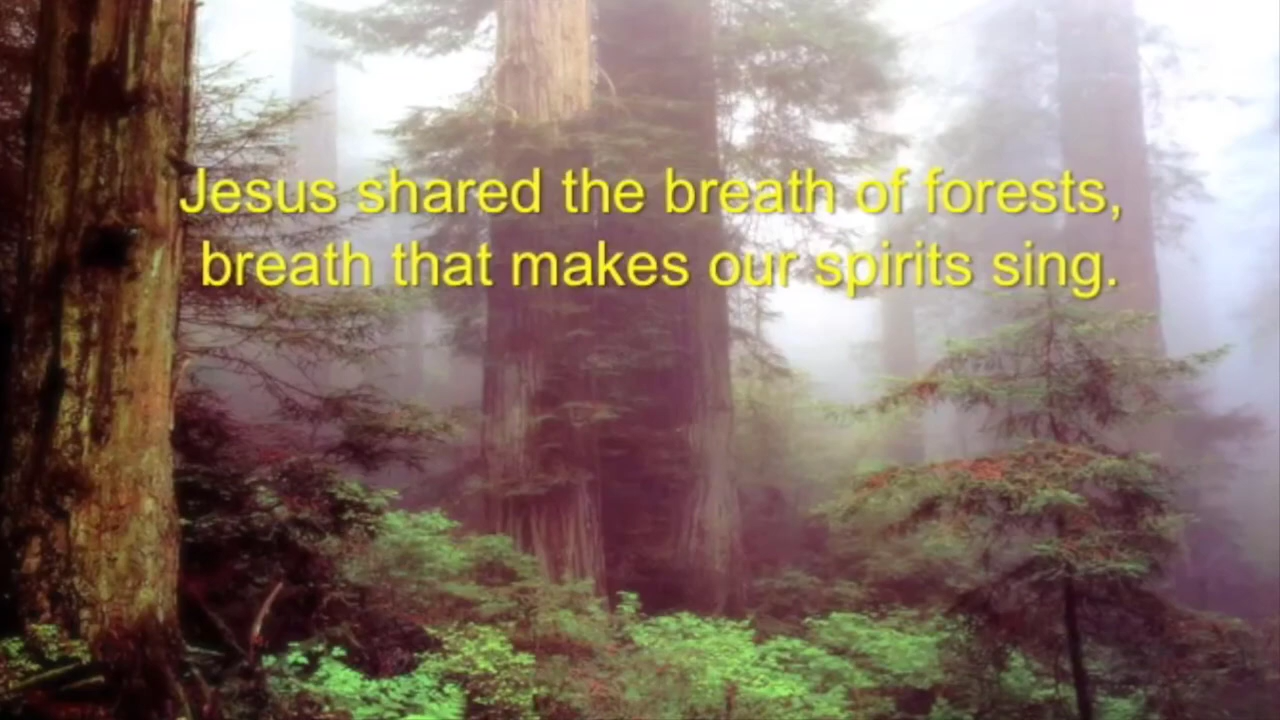 Jesus shared the breath of forests,
breath that makes our spirits sing.